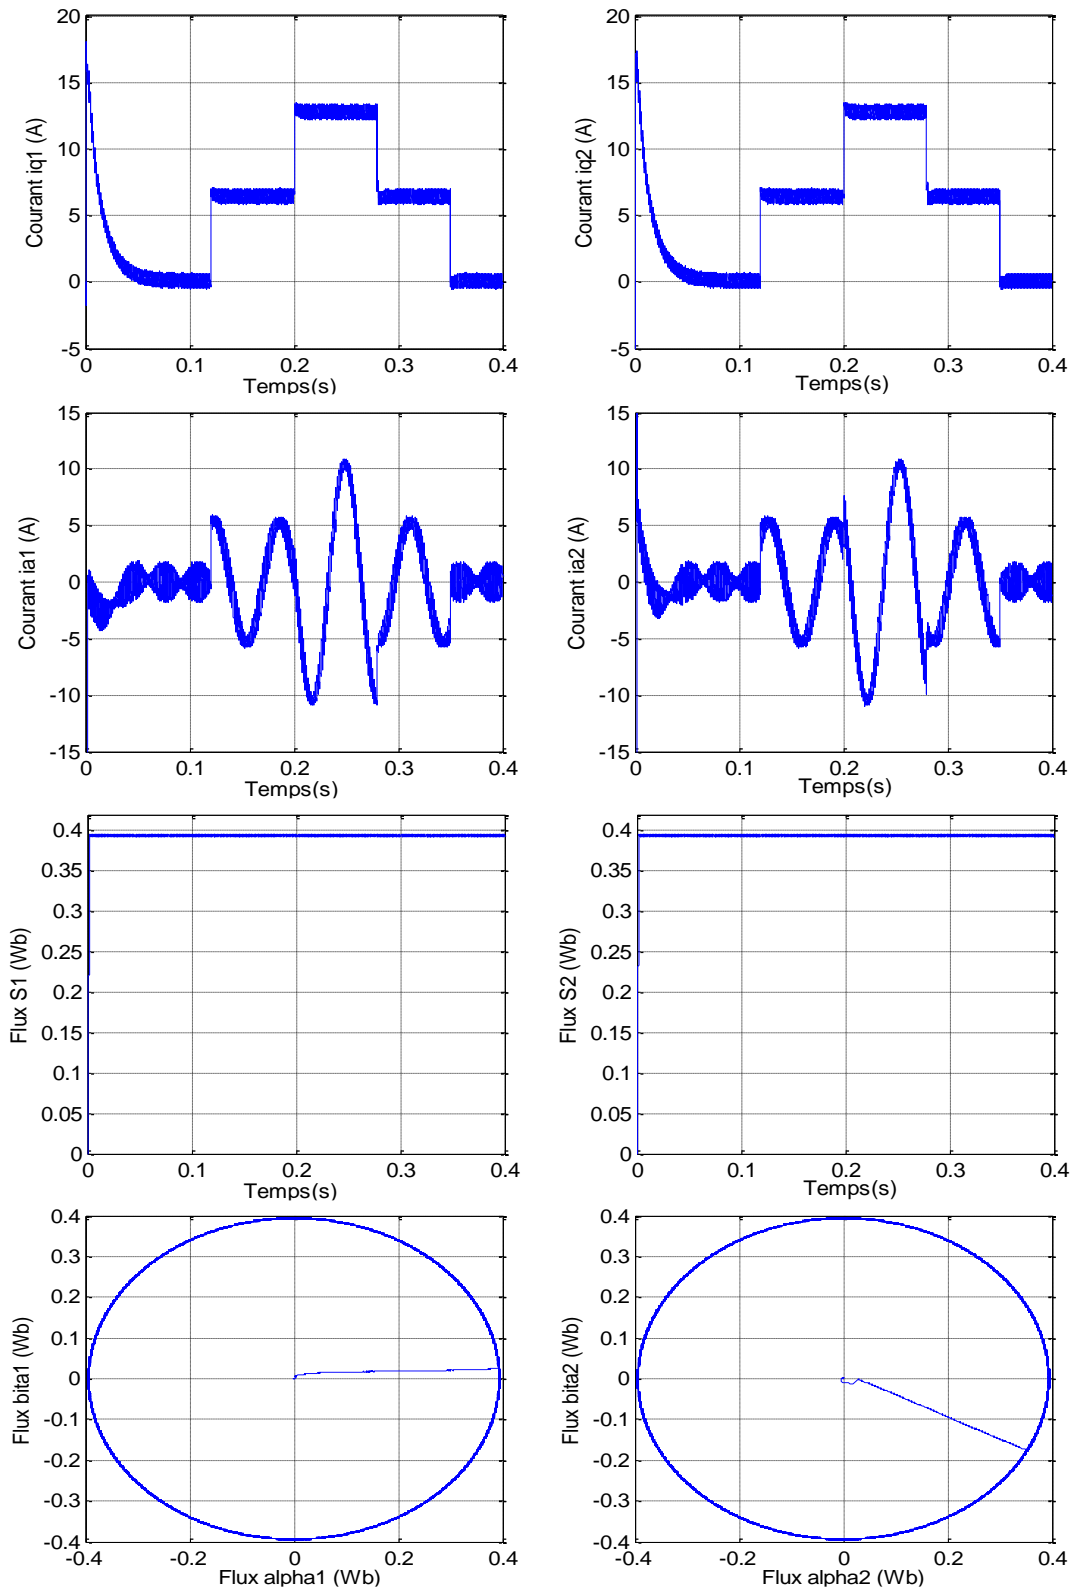 20
15
10
5
0
-5
Courant iq1 (A)
0 0.1 0.2 0.3 0.4
Temps(s)
20
15
10
5
0
-5
Courant iq2 (A)
0 0.1 0.2 0.3 0.4
Temps(s)
15
10
5
0
-5
-10
-15
Courant ia1 (A)
0 0.1 0.2 0.3 0.4
Temps(s)
15
10
5
0
-5
-10
-15
Courant ia2 (A)
0 0.1 0.2 0.3 0.4
Temps(s)
0.4
0.35
0.3
0.25
0.2
0.15
0.1
0.05
0
Flux S1 (Wb)
0 0.1 0.2 0.3 0.4
Temps(s)
0.4
0.35
0.3
0.25
0.2
0.15
0.1
0.05
0
Flux S2 (Wb)
0 0.1 0.2 0.3 0.4
Temps(s)
0.4
0.3
0.2
0.1
0
-0.1
-0.2
-0.3
-0.4
Flux bita1 (Wb)
-0.4 -0.2 0 0.2 0.4
Flux alpha1 (Wb)
0.4
0.3
0.2
0.1
0
-0.1
-0.2
-0.3
-0.4
Flux bita2 (Wb)
-0.4 -0.2 0 0.2 0.4
Flux alpha2 (Wb)